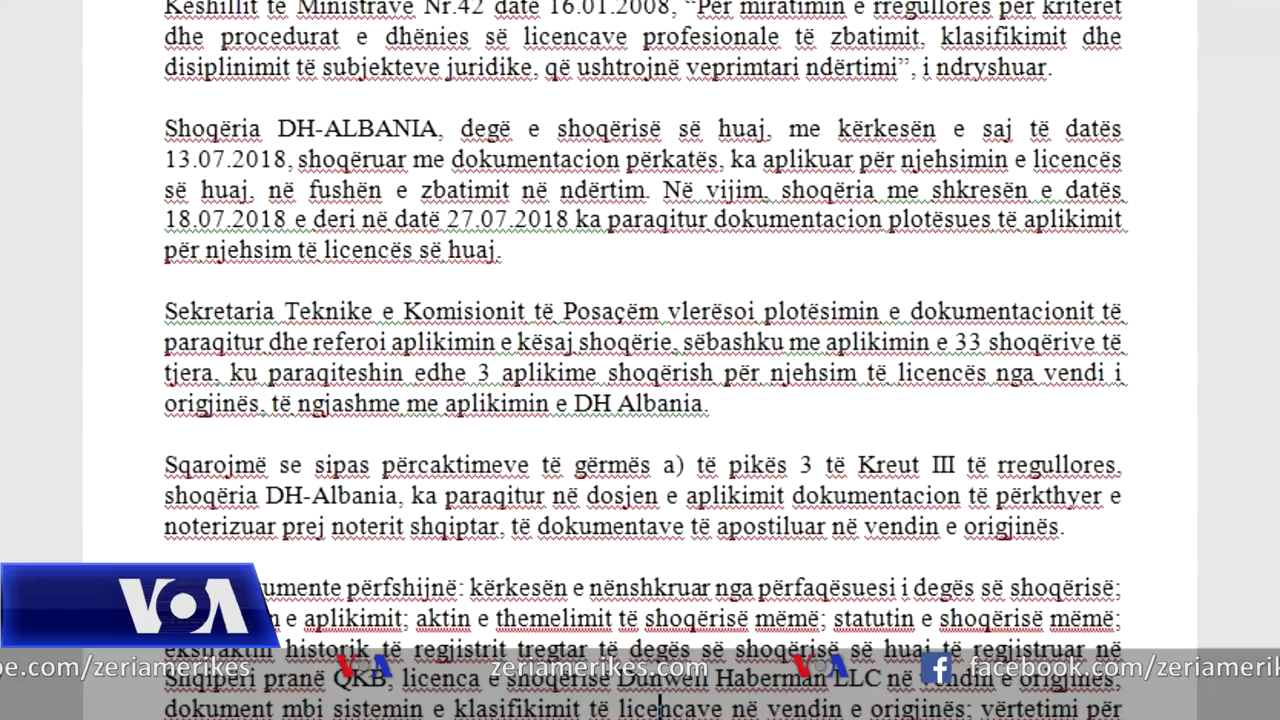 Këshillit të Ministrave Nr.42 datë 16.01.2008, “Për miratimin e rregullores për kriteret
dhe procedurat e dhënies së licencave profesionale të zbatimit, klasifikimit dhe
disiplinimit të subjekteve juridike, që ushtrojnë veprimtari ndërtimi”, i ndryshuar.
Shoqëria DH-ALBANIA, degë e shoqërisë së huaj, me kërkesën e saj të datës
13.07.2018, shoqëruar me dokumentacion përkatës, ka aplikuar për njehsimin e licencës
së huaj, në fushën e zbatimit në ndërtim. Në vijim, shoqëria me shkresën e datës
18.07.2018 e deri në datë 27.07.2018 ka paraqitur dokumentacion plotësues të aplikimit
për njehsim të licencës së huaj.
Sekretaria Teknike e Komisionit të Posaçëm vlerësoi plotësimin e dokumentacionit të
paraqitur dhe referoi aplikimin e kësaj shoqërie, sëbashku me aplikimin e 33 shoqërive të
tjera, ku paraqiteshin edhe 3 aplikime shoqërish për njehsim të licencës nga vendi i
origjinës, të ngjashme me aplikimin e DH Albania.
Sqarojmë se sipas përcaktimeve të gërmës a) të pikës 3 të Kreut III të rregullores,
shoqëria DH-Albania, ka paraqitur në dosjen e aplikimit dokumentacion të përkthyer e
noterizuar prej noterit shqiptar, të dokumentave të apostiluar në vendin e origjinës.
umente përfshijnë: kërkesën e nënshkruar nga përfaqësuesi i degës së shoqërisë;
n e aplikimit; aktin e themelimit të shoqërisë mëmë; statutin e shoqërisë mëmë;
ekstraktin historik të regjistrit tregtar të degës së shoqërisë së huaj të regjistruar në
Shqipëri pranë QKB, licenca e shoqërisë Dunwell Haberman LLC në vendin e origjinës,
dokument mbi sistemin e klasifikimit të licencave në vendin e origjinës; vërtetimi për
VOA
be.com/zeriamerikes VOA zeriamerikes.com VOA f facebook.com/zeriameri